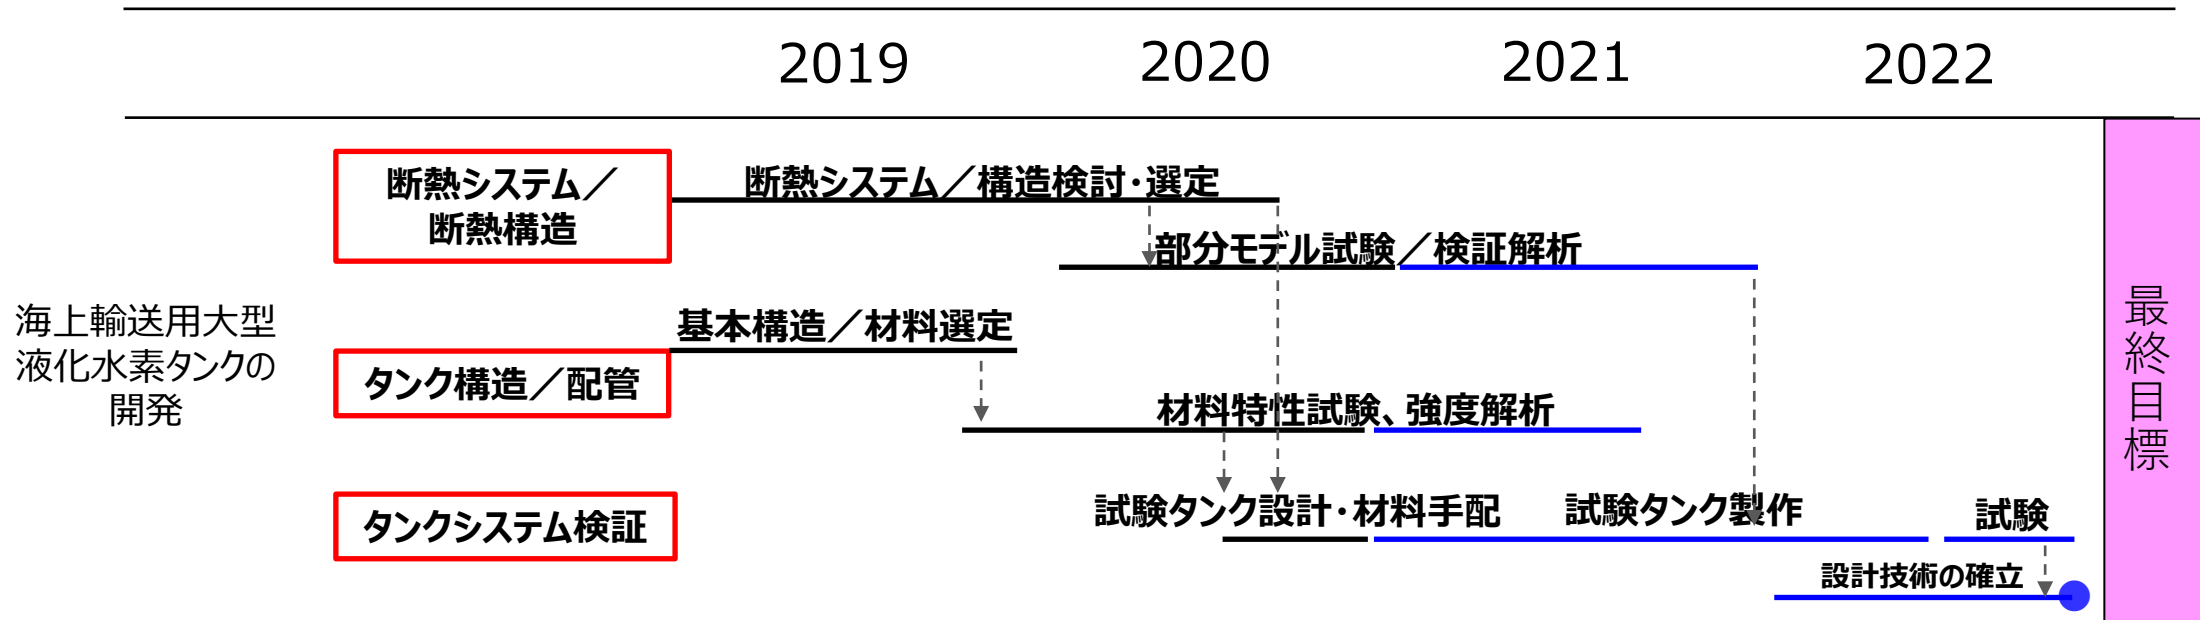 2019
2020
2021
2022
断熱システム／
断熱構造
断熱システム／構造検討・選定
部分モデル試験／検証解析
海上輸送用大型
液化水素タンクの
開発
基本構造／材料選定
タンク構造／配管
材料特性試験、強度解析
タンクシステム検証
試験タンク設計・材料手配
試験タンク製作
試験
設計技術の確立
最終目標